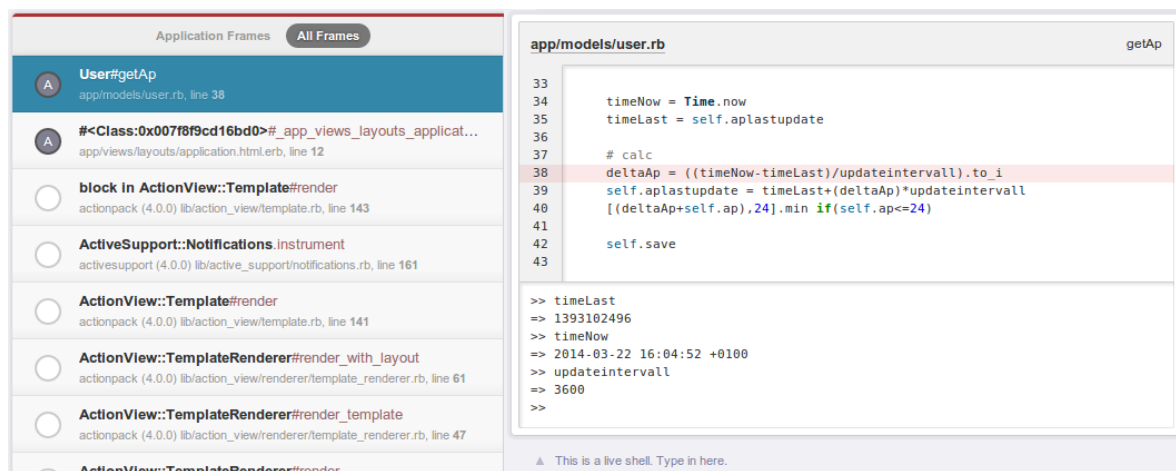 Application Frames All Frames
A
User#getAp
app/models/user.rb, line 38
A
#<Class:0x007f8f9cd16bd0>#_app_views_layouts_applicat...
app/views/layouts/application.html.erb, line 12
block in ActionView::Template#render
actionpack (4.0.0) lib/action_view/template.rb, line 143
ActiveSupport::Notifications.instrument
activesupport (4.0.0) lib/active_support/notifications.rb, line 161
ActionView::Template#render
actionpack (4.0.0) lib/action_view/template.rb, line 141
ActionView::TemplateRenderer#render_with_layout
actionpack (4.0.0) lib/action_view/renderer/template_renderer.rb, line 61
ActionView::TemplateRenderer#render_template
actionpack (4.0.0) lib/action_view/renderer/template_renderer.rb, line 47
ActionView::TemplateRenderer#render
app/models/user.rb getAp
33
34 timeNow = Time.now
35 timeLast = self.aplastupdate
36
37 # calc
38 deltaAp = ((timeNow-timeLast)/updateintervall).to_i
39 self.aplastupdate = timeLast+(deltaAp)*updateintervall
40 [(deltaAp+self.ap),24].min if(self.ap<=24)
41
42 self.save
43
>> timeLast
=> 1393102496
>> timeNow
=> 2014-03-22 16:04:52 +0100
>> updateintervall
=> 3600
>>
▲ This is a live shell. Type in here.